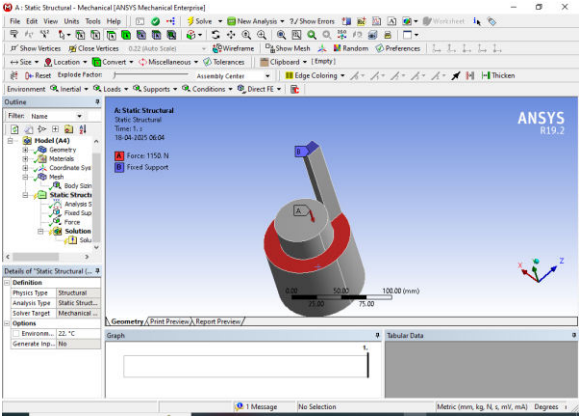 A : Static Structural - Mechanical [ANSYS Mechanical Enterprise]
File Edit View Units Tools Help Solve New Analysis ?/ Show Errors Worksheet
Show Vertices Close Vertices 0.22 (Auto Scale) Wireframe Show Mesh Random Preferences
Size Location Convert Miscellaneous Tolerances Clipboard [Empty]
Reset Explode Factor: Assembly Center Edge Coloring Thicken
Environment Inertial Loads Supports Conditions Direct FE
Outline
Filter: Name
Model (A4)
Geometry
Materials
Coordinate Sys
Mesh
Body Sizin
Static Struct
Analysis S
Fixed Sup
Force
Solution
Solu
Details of "Static Structural (...
Definition
Physics Type Structural
Analysis Type Static Struct...
Solver Target Mechanical ...
Options
Environm... 22. °C
Generate Inp... No
A: Static Structural
Static Structural
Time: 1. s
18-04-2025 06:04
A Force: 1150. N
B Fixed Support
ANSYS
R19.2
B
A
0.00 50.00 100.00 (mm)
25.00 75.00
X Z
Geometry Print Preview Report Preview
Graph
1.
Tabular Data
1 Message No Selection Metric (mm, kg, N, s, mV, mA) Degrees